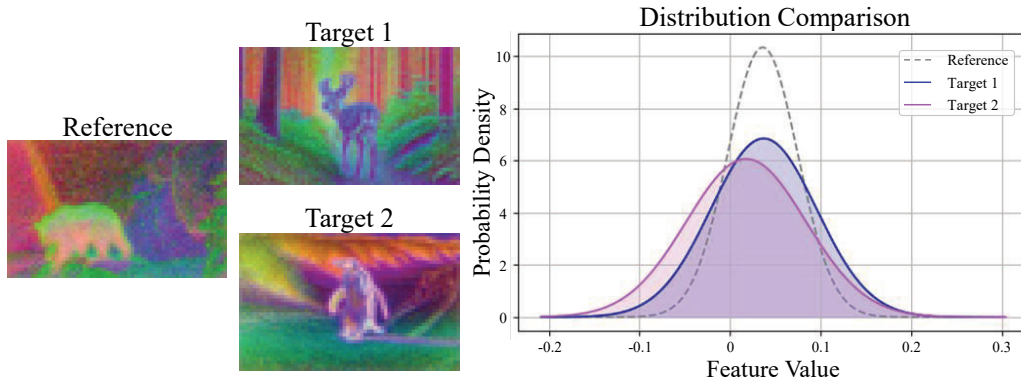 Reference
Target 1
Target 2
Distribution Comparison
Probability Density
10
8
6
4
2
0
-0.2
-0.1
0
0.1
0.2
0.3
Feature Value
Reference
Target 1
Target 2